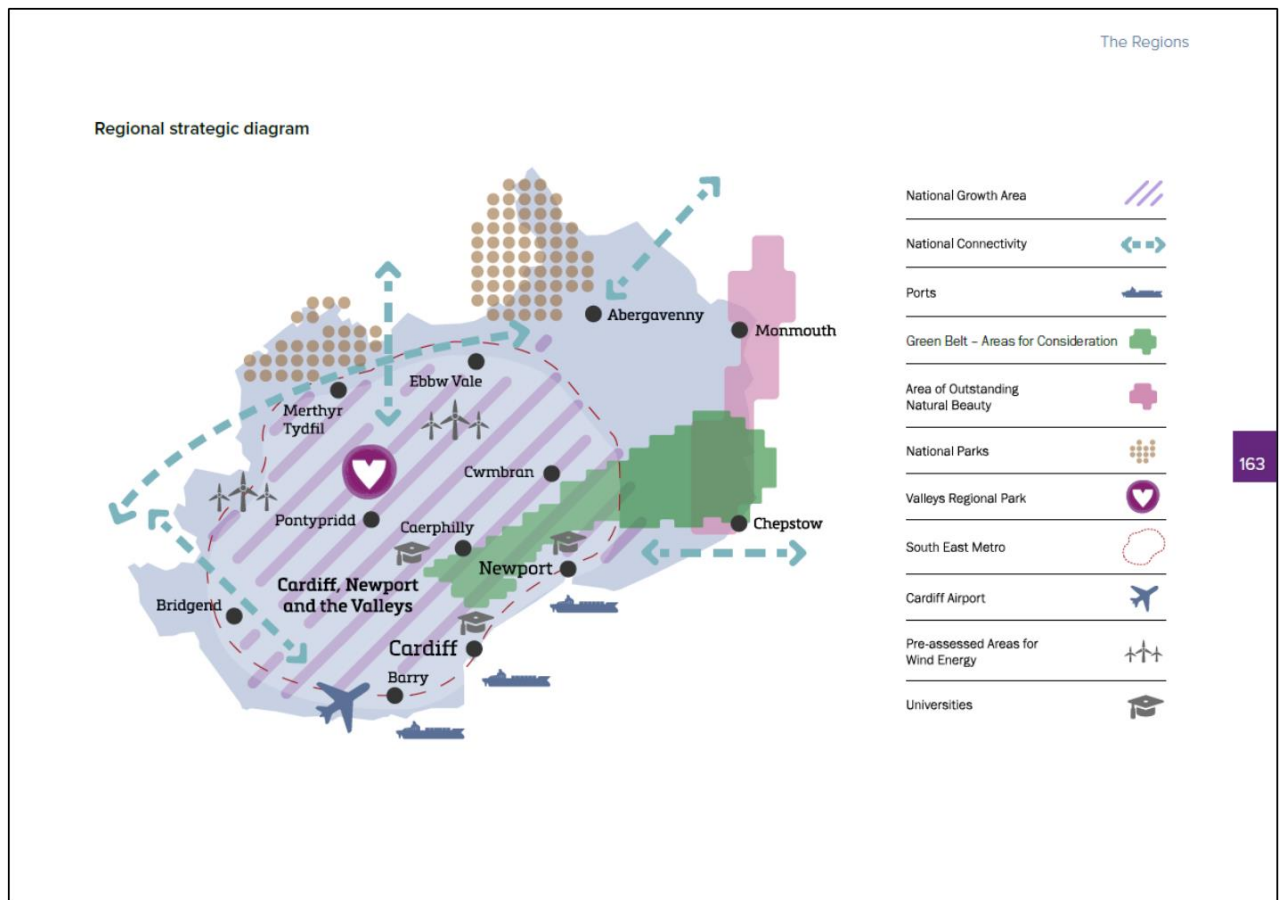 The Regions
Regional strategic diagram
Abergavenny
Monmouth
Ebbw Vale
Merthyr
Tydfil
Cwmbran
Pontypridd
Caerphilly
Chepstow
Newport
Cardiff, Newport
and the Valleys
Bridgend
Cardiff
Barry
National Growth Area
National Connectivity
Ports
Green Belt – Areas for Consideration
Area of Outstanding
Natural Beauty
National Parks
Valleys Regional Park
South East Metro
Cardiff Airport
Pre-assessed Areas for
Wind Energy
Universities
163